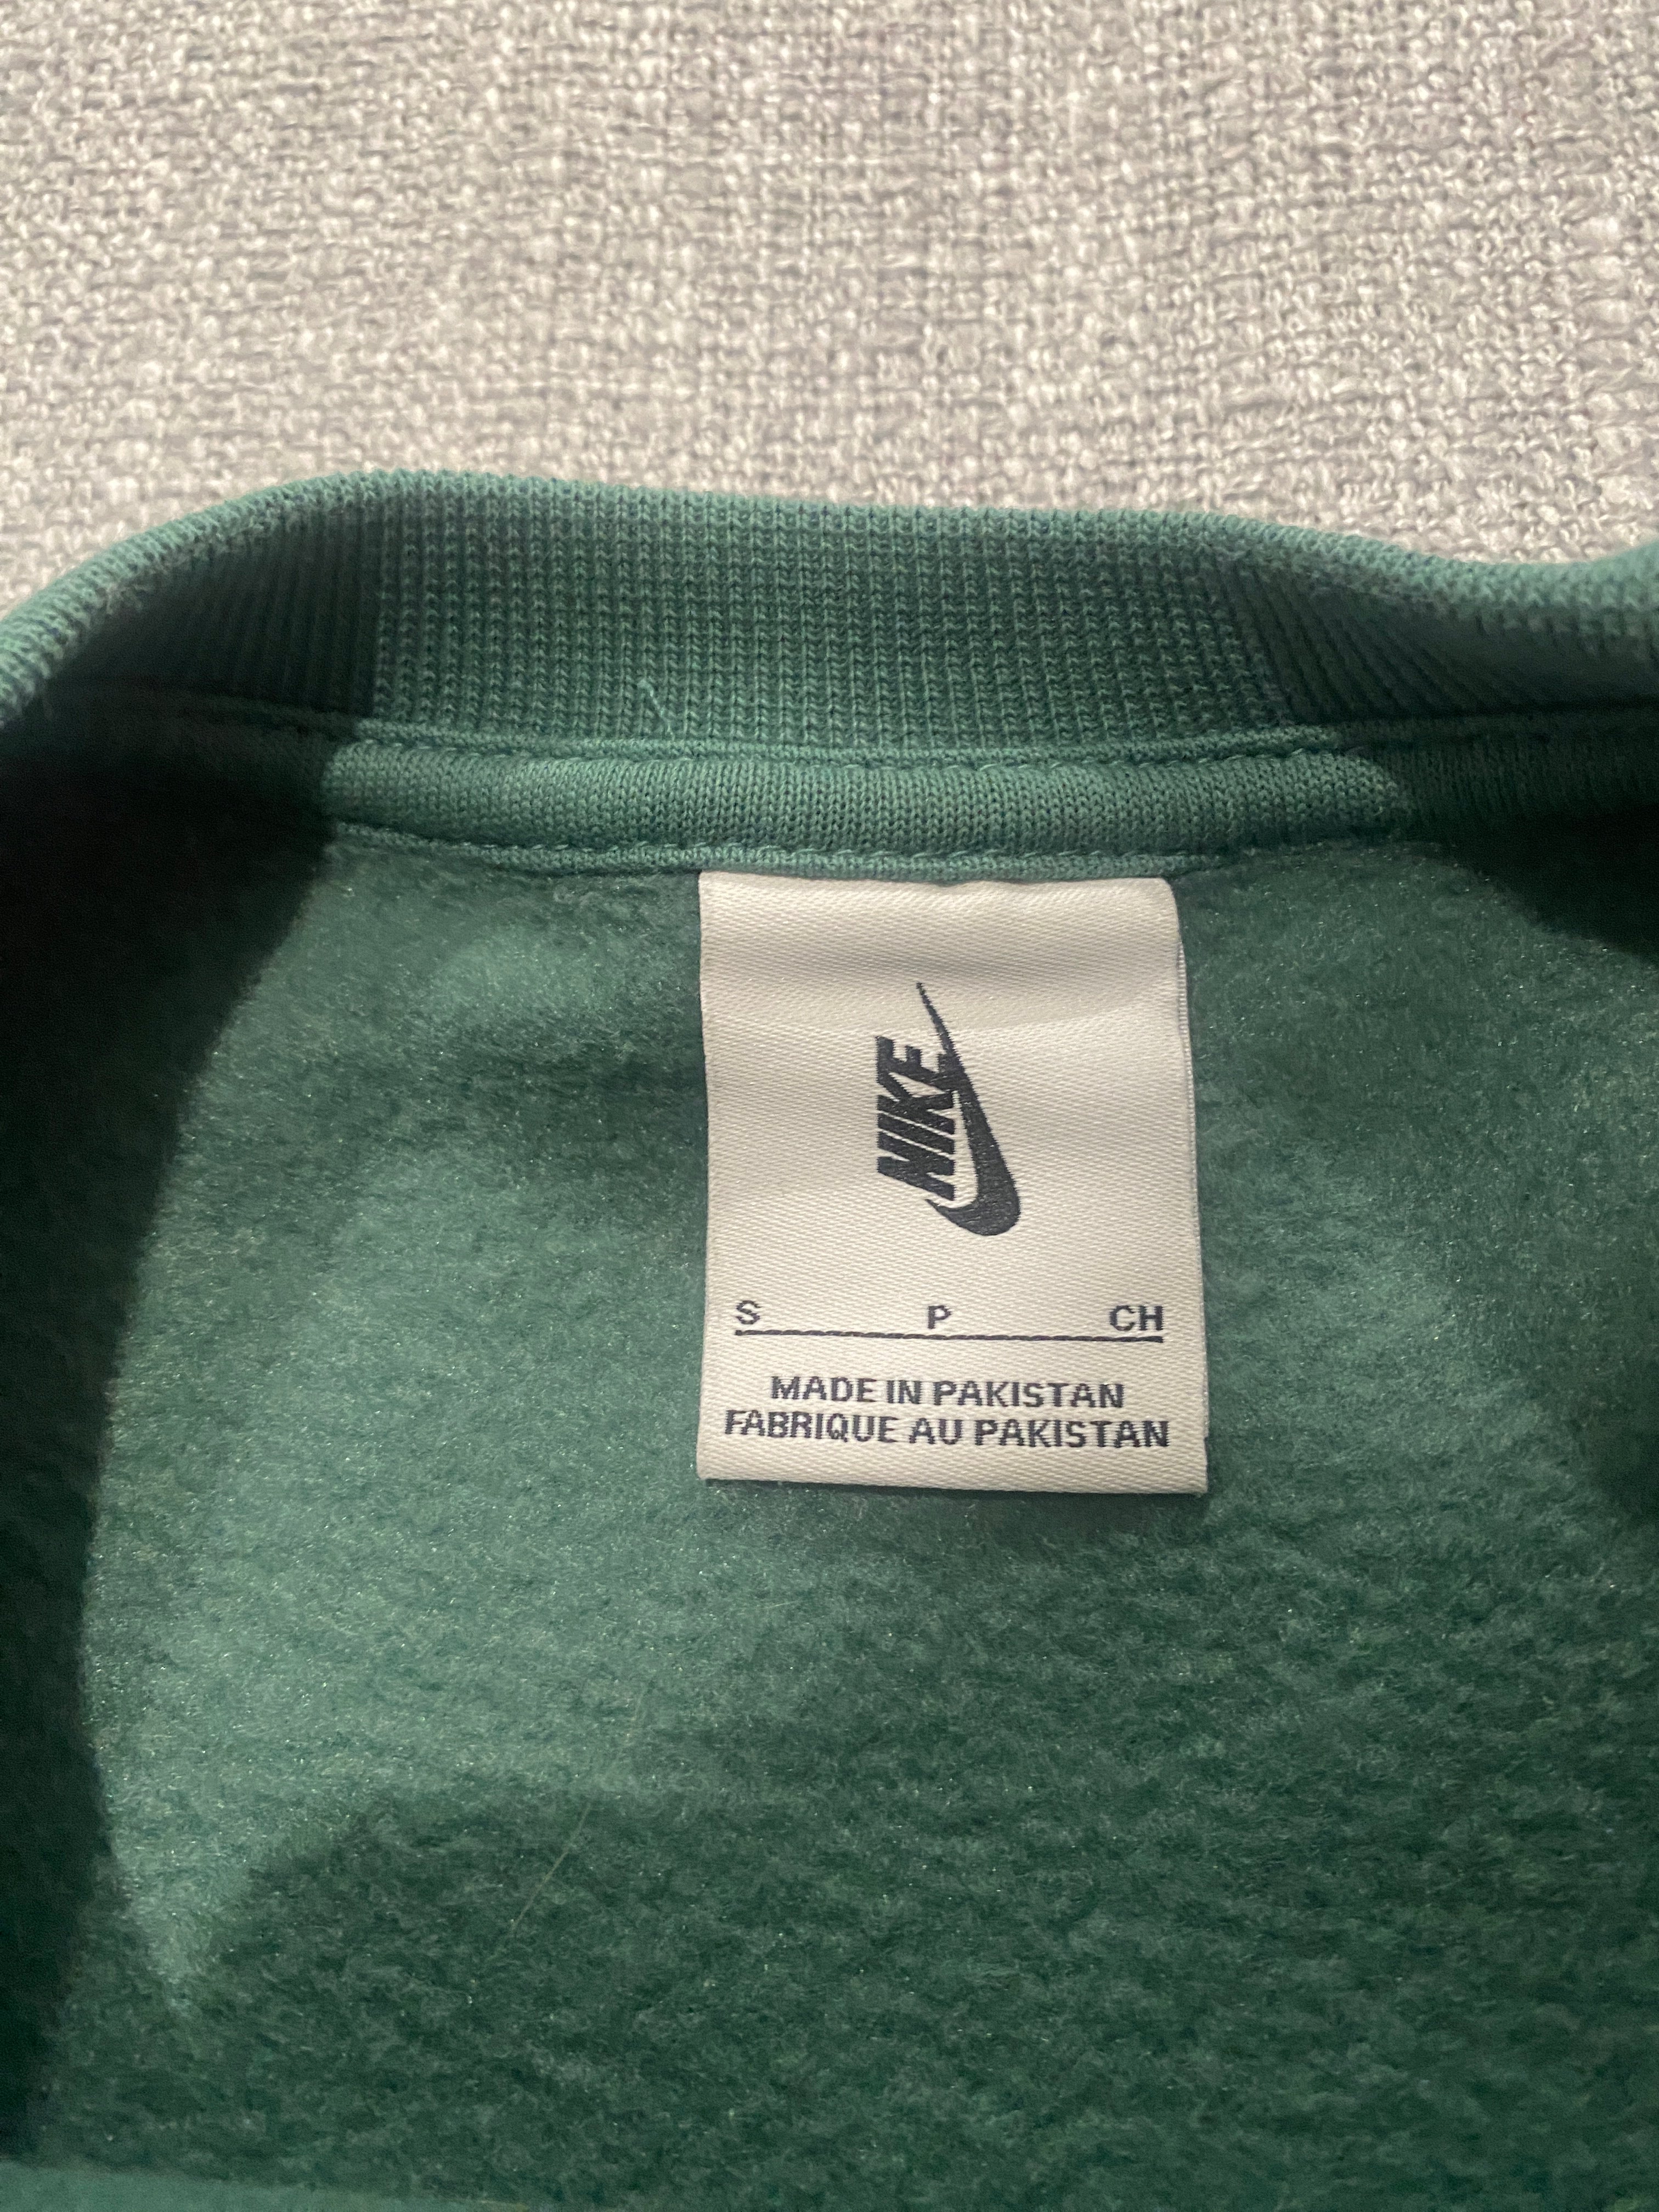 NIKE
S P CH
MADE IN PAKISTAN
FABRIQUE AU PAKISTAN